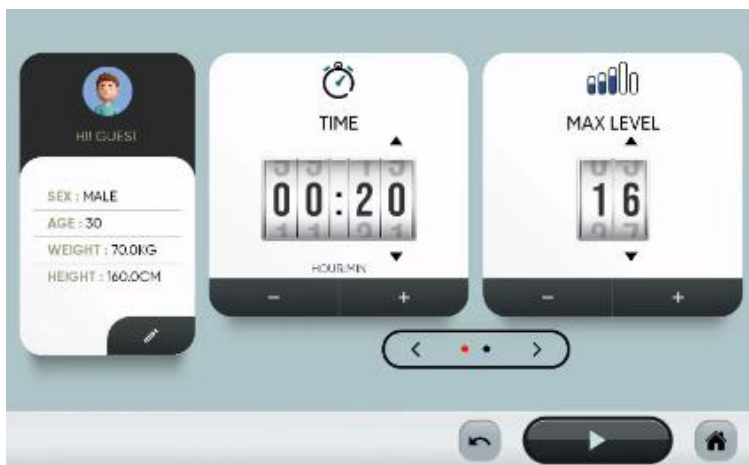 HI! GUEST
SEX : MALE
AGE : 30
WEIGHT : 70.0KG
HEIGHT : 160.0CM
TIME
00:20
HOUR:MIN
- +
MAX LEVEL
16
- +